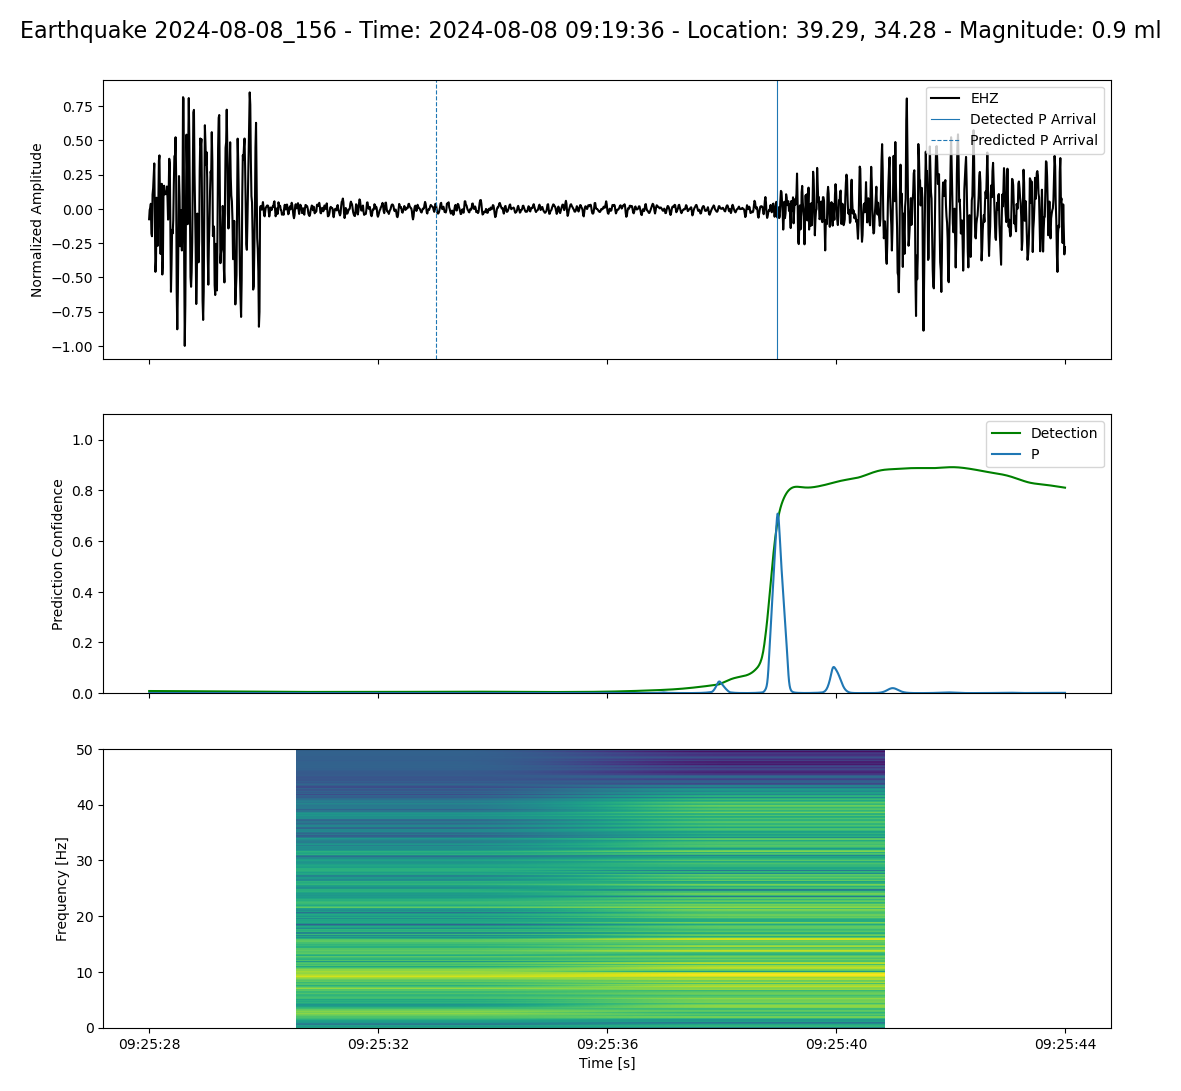 Earthquake 2024-08-08_156 - Time: 2024-08-08 09:19:36 - Location: 39.29, 34.28 - Magnitude: 0.9 ml
Normalized Amplitude
0.75
0.50
0.25
0.00
−0.25
−0.50
−0.75
−1.00
EHZ
Detected P Arrival
Predicted P Arrival
Prediction Confidence
1.0
0.8
0.6
0.4
0.2
0.0
Detection
P
Frequency [Hz]
50
40
30
20
10
0
09:25:28
09:25:32
09:25:36
09:25:40
09:25:44
Time [s]